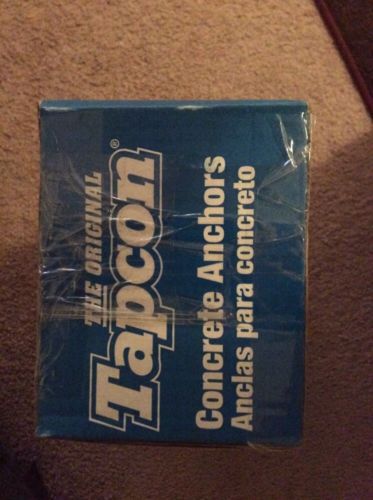 THE ORIGINAL
Tapcon®
Concrete Anchors
Anclas para concreto